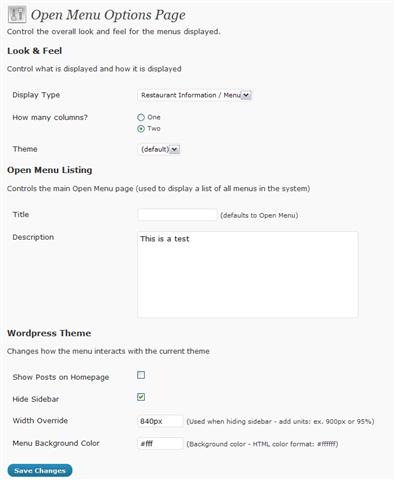 Open Menu Options Page
Control the overall look and feel for the menus displayed.
Look & Feel
Control what is displayed and how it is displayed
Display Type
Restaurant Information / Menu
How many columns?
One
Two
Theme
(default)
Open Menu Listing
Controls the main Open Menu page (used to display a list of all menus in the system)
Title
(defaults to Open Menu)
Description
This is a test
Wordpress Theme
Changes how the menu interacts with the current theme
Show Posts on Homepage
Hide Sidebar
Width Override
840px
(Used when hiding sidebar - add units: ex. 900px or 95%)
Menu Background Color
#fff
(Background color - HTML color format: #ffffff)
Save Changes